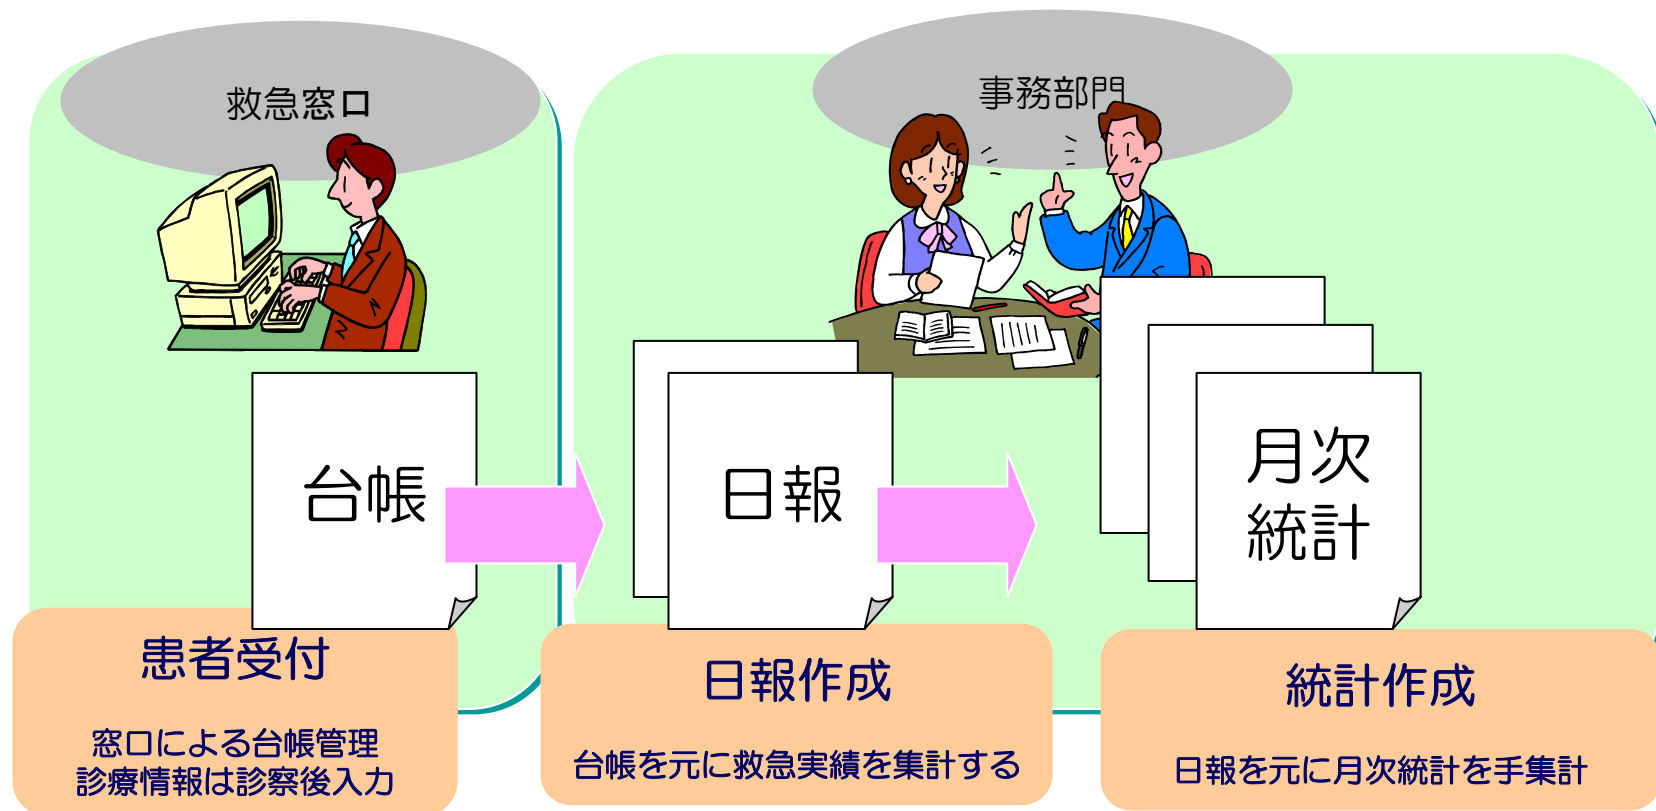 救急窓口
事務部門
台帳
日報
月次
統計
患者受付
窓口による台帳管理
診療情報は診察後入力
日報作成
台帳を元に救急実績を集計する
統計作成
日報を元に月次統計を手集計